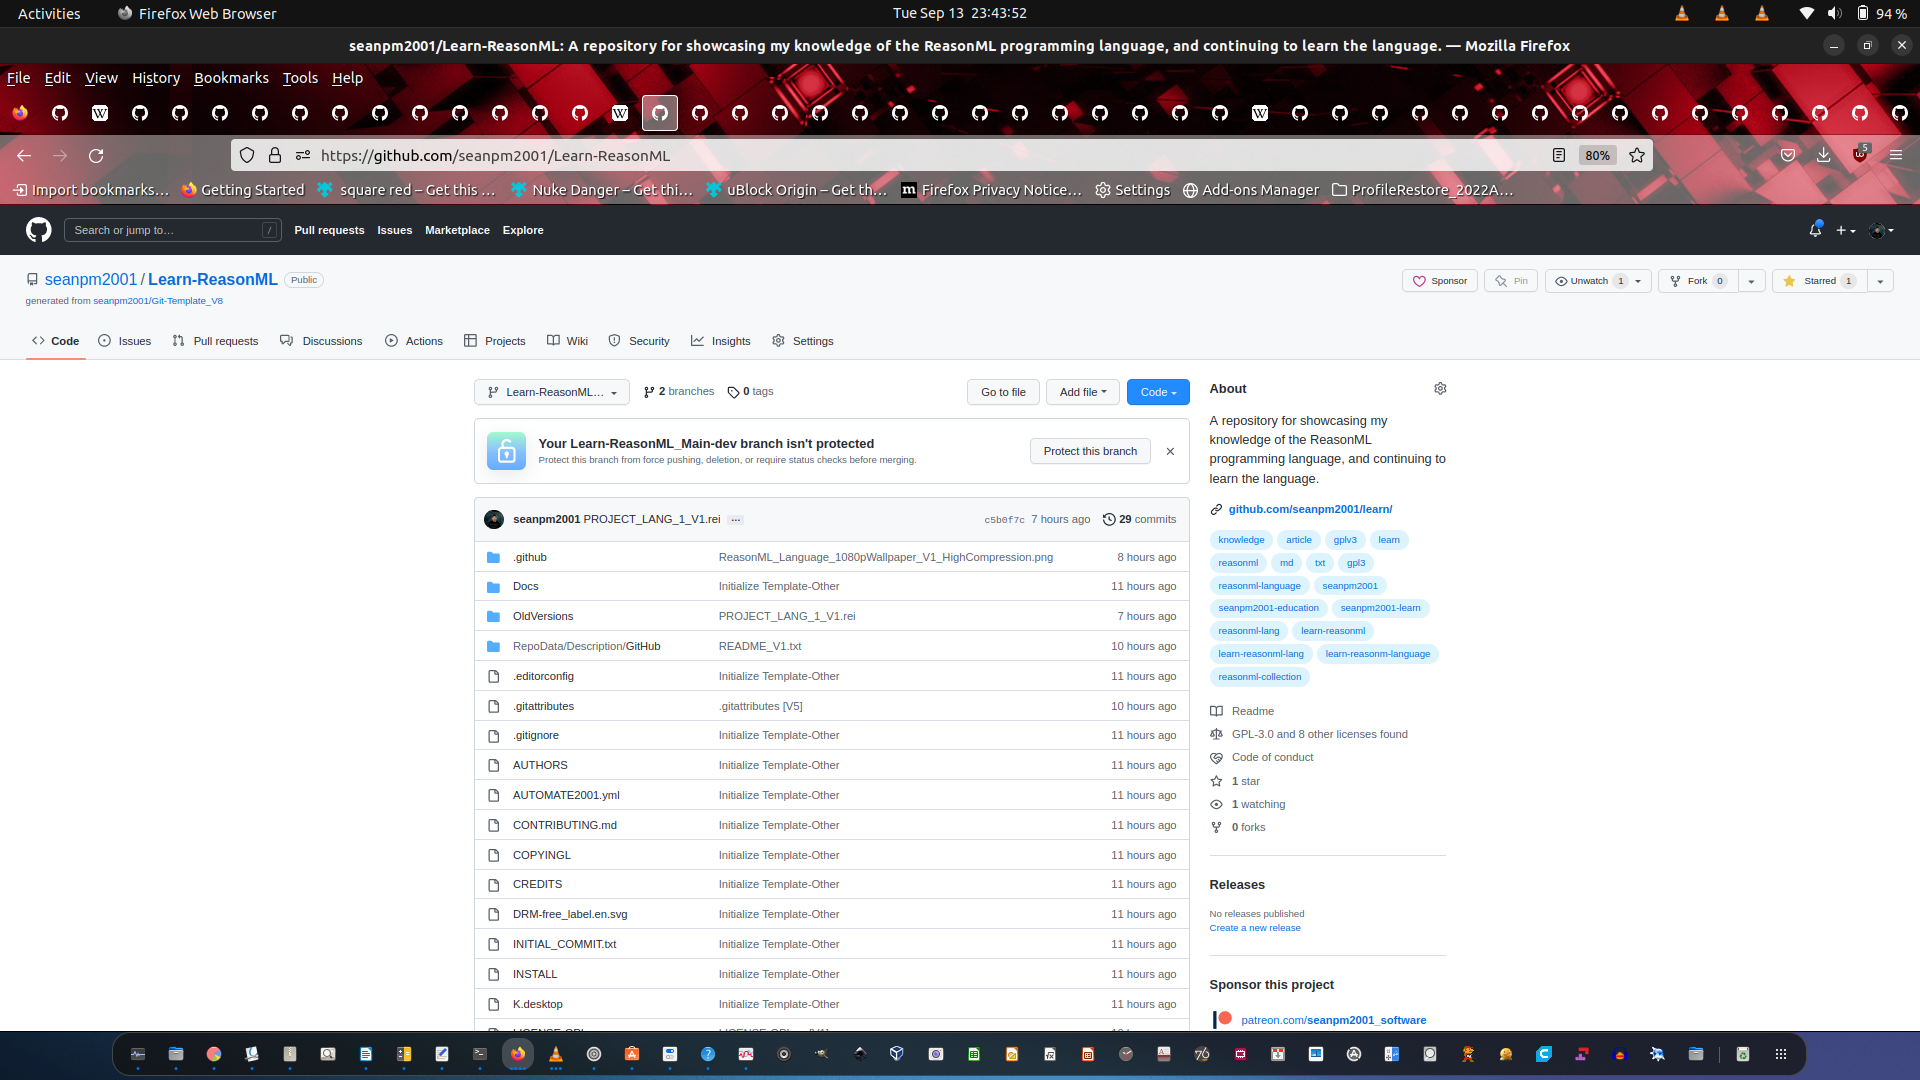 Activities Firefox Web Browser Tue Sep 13 23:43:52 94 %
seanpm2001/Learn-ReasonML: A repository for showcasing my knowledge of the ReasonML programming language, and continuing to learn the language. — Mozilla Firefox
File Edit View History Bookmarks Tools Help
https://github.com/seanpm2001/Learn-ReasonML 80% 5
Import bookmarks… Getting Started square red – Get this … Nuke Danger – Get thi… uBlock Origin – Get th… Firefox Privacy Notice… Settings Add-ons Manager ProfileRestore_2022A…
Search or jump to… / Pull requests Issues Marketplace Explore
seanpm2001 / Learn-ReasonML Public Sponsor Pin Unwatch 1 Fork 0 Starred 1
generated from seanpm2001/Git-Template_V8
Code Issues Pull requests Discussions Actions Projects Wiki Security Insights Settings
Learn-ReasonML… 2 branches 0 tags Go to file Add file Code
Your Learn-ReasonML_Main-dev branch isn't protected
Protect this branch from force pushing, deletion, or require status checks before merging.
Protect this branch
seanpm2001 PROJECT_LANG_1_V1.rei … c5b0f7c 7 hours ago 29 commits
.github ReasonML_Language_1080pWallpaper_V1_HighCompression.png 8 hours ago
Docs Initialize Template-Other 11 hours ago
OldVersions PROJECT_LANG_1_V1.rei 7 hours ago
RepoData/Description/GitHub README_V1.txt 10 hours ago
.editorconfig Initialize Template-Other 11 hours ago
.gitattributes .gitattributes [V5] 10 hours ago
.gitignore Initialize Template-Other 11 hours ago
AUTHORS Initialize Template-Other 11 hours ago
AUTOMATE2001.yml Initialize Template-Other 11 hours ago
CONTRIBUTING.md Initialize Template-Other 11 hours ago
COPYINGL Initialize Template-Other 11 hours ago
CREDITS Initialize Template-Other 11 hours ago
DRM-free_label.en.svg Initialize Template-Other 11 hours ago
INITIAL_COMMIT.txt Initialize Template-Other 11 hours ago
INSTALL Initialize Template-Other 11 hours ago
K.desktop Initialize Template-Other 11 hours ago
About
A repository for showcasing my
knowledge of the ReasonML
programming language, and continuing to
learn the language.
github.com/seanpm2001/learn/
knowledge article gplv3 learn
reasonml md txt gpl3
reasonml-language seanpm2001
seanpm2001-education seanpm2001-learn
reasonml-lang learn-reasonml
learn-reasonml-lang learn-reasonm-language
reasonml-collection
Readme
GPL-3.0 and 8 other licenses found
Code of conduct
1 star
1 watching
0 forks
Releases
No releases published
Create a new release
Sponsor this project
patreon.com/seanpm2001_software